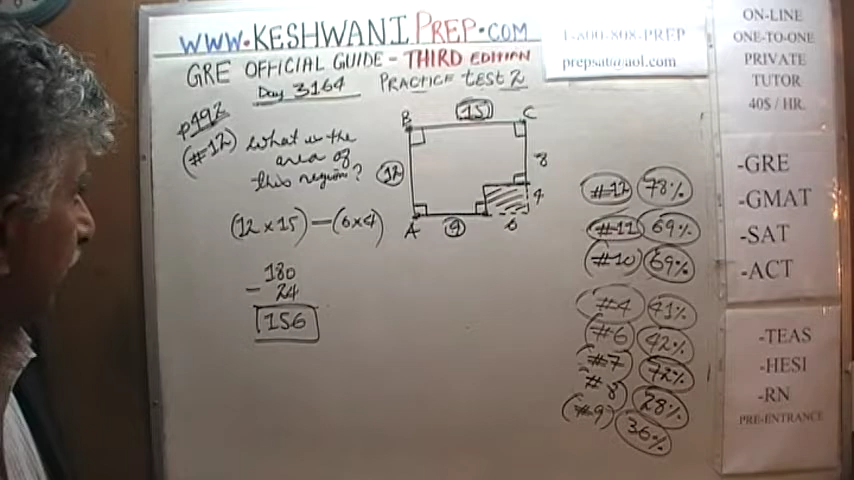 WWW.KESHWANIPREP.COM
GRE OFFICIAL GUIDE - THIRD EDITION
Day 3164 PRACTICE TEST 2
1-800-808-PREP
prepsat@aol.com
P192
(#12) What is the
area of
this region?
(12 x 15) - (6 x 4)
180
- 24
156
B 15 C
12
8
4
A 9 6
#12 78%
#11 69%
#10 69%
#4 41%
#6 42%
#7 72%
#8 28%
#9 36%
ON-LINE
ONE-TO-ONE
PRIVATE
TUTOR
40$ / HR.
-GRE
-GMAT
-SAT
-ACT
-TEAS
-HESI
-RN
PRE-ENTRANCE